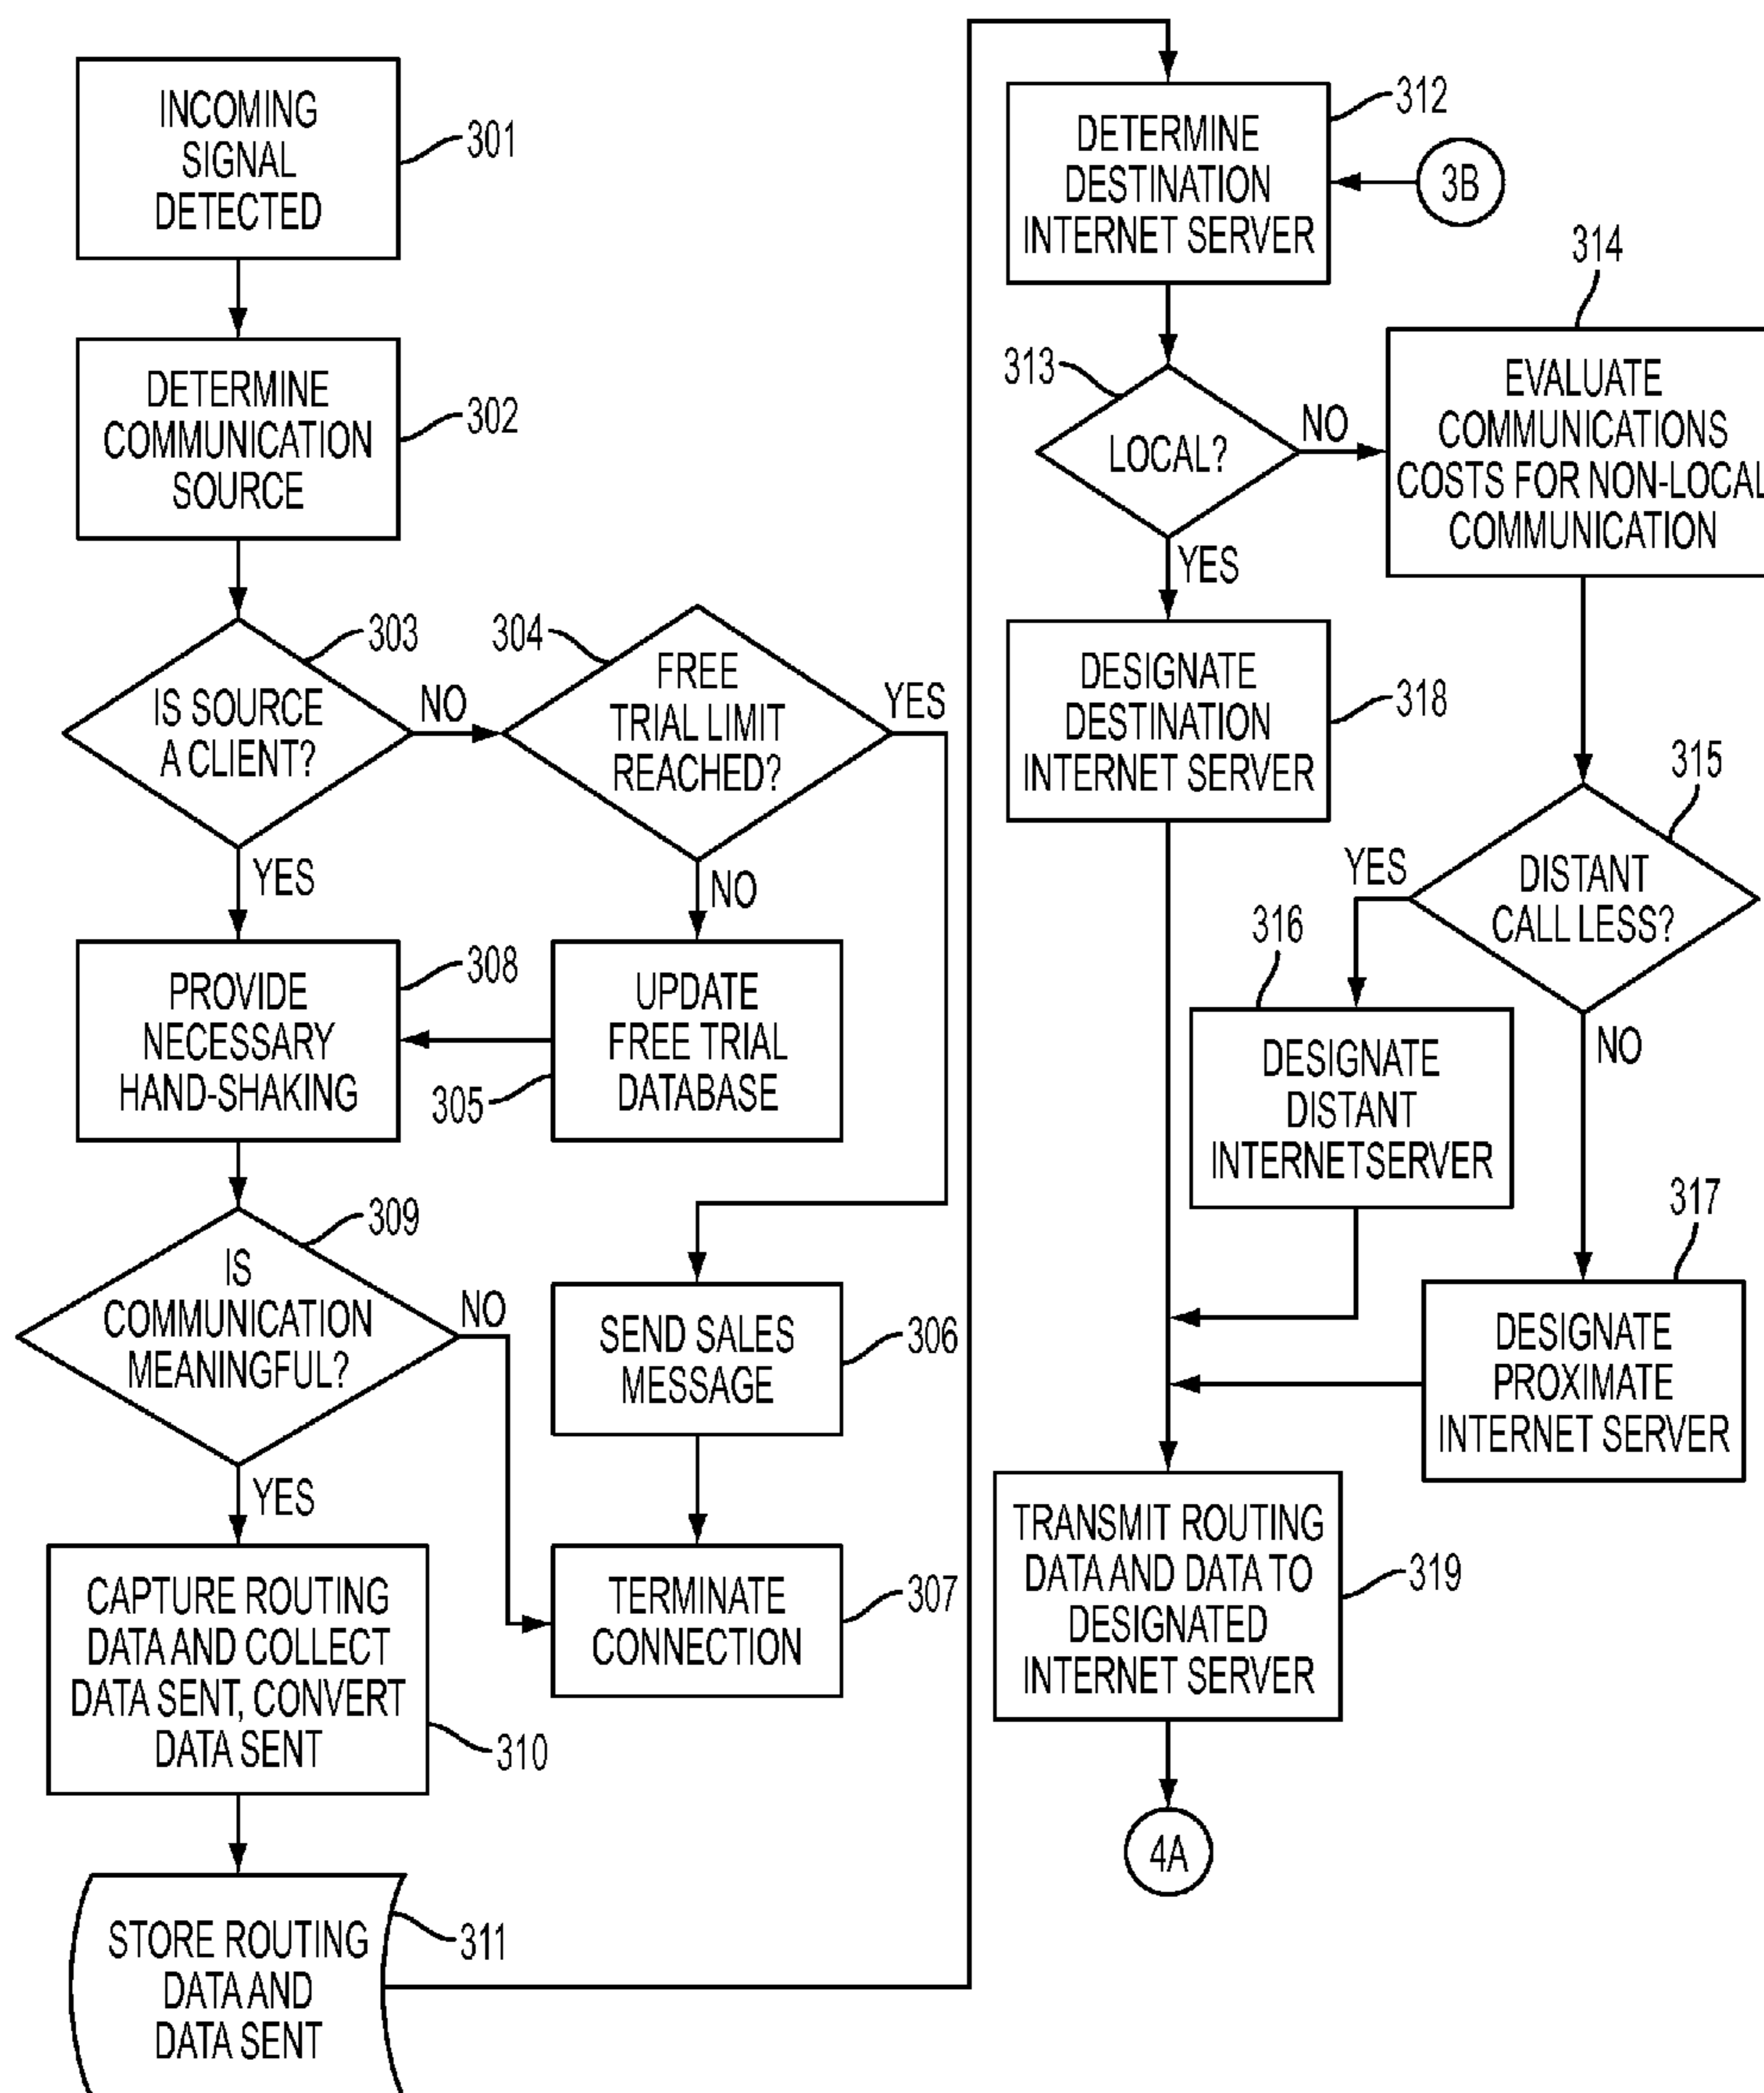 INCOMING
SIGNAL
DETECTED
301
DETERMINE
COMMUNICATION
SOURCE
302
IS SOURCE
A CLIENT?
303
NO
YES
304
FREE
TRIAL LIMIT
REACHED?
YES
NO
PROVIDE
NECESSARY
HAND-SHAKING
308
UPDATE
FREE TRIAL
DATABASE
305
IS
COMMUNICATION
MEANINGFUL?
309
NO
YES
SEND SALES
MESSAGE
306
TERMINATE
CONNECTION
307
CAPTURE ROUTING
DATA AND COLLECT
DATA SENT, CONVERT
DATA SENT
310
STORE ROUTING
DATA AND
DATA SENT
311
DETERMINE
DESTINATION
INTERNET SERVER
312
3B
313
LOCAL?
NO
YES
314
EVALUATE
COMMUNICATIONS
COSTS FOR NON-LOCAL
COMMUNICATION
DESIGNATE
DESTINATION
INTERNET SERVER
318
315
DISTANT
CALL LESS?
YES
NO
316
DESIGNATE
DISTANT
INTERNETSERVER
317
DESIGNATE
PROXIMATE
INTERNET SERVER
TRANSMIT ROUTING
DATA AND DATA TO
DESIGNATED
INTERNET SERVER
319
4A